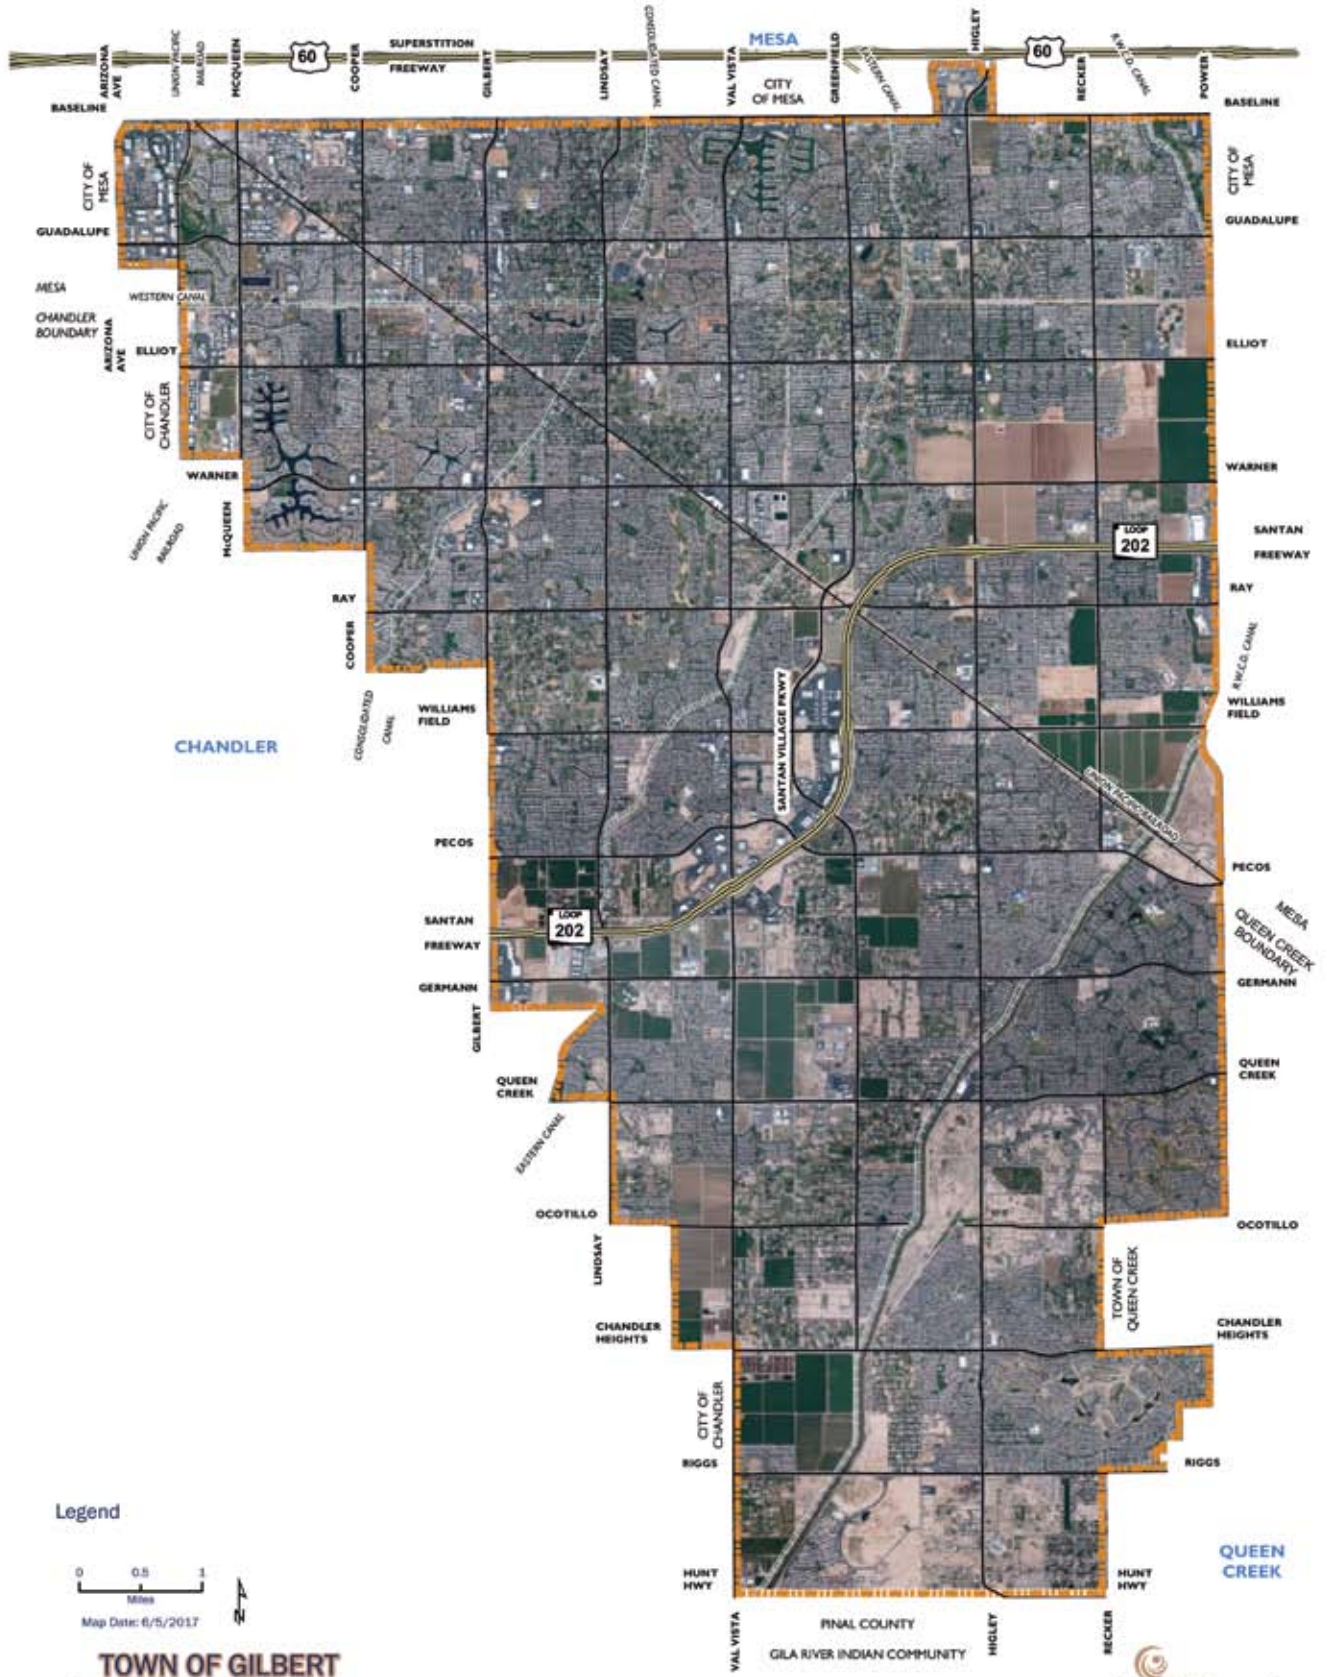 MESA
SUPERSTITION
FREEWAY
60
60
ARIZONA
AVE
UNION PACIFIC
RAILROAD
MCQUEEN
COOPER
GILBERT
LINDSAY
CONSOLIDATED CANAL
VAL VISTA
CITY
OF MESA
GREENFIELD
EASTERN CANAL
HIGLEY
RECKER
R.W.C.D. CANAL
POWER
BASELINE
BASELINE
CITY OF
MESA
CITY OF
MESA
GUADALUPE
GUADALUPE
MESA
WESTERN CANAL
CHANDLER
BOUNDARY
ARIZONA
AVE
ELLIOT
ELLIOT
CITY OF
CHANDLER
WARNER
WARNER
UNION PACIFIC
RAILROAD
McQUEEN
LOOP
202
SANTAN
FREEWAY
RAY
RAY
COOPER
R.W.C.D. CANAL
CONSOLIDATED
CANAL
WILLIAMS
FIELD
WILLIAMS
FIELD
SANTAN VILLAGE PKWY
CHANDLER
UNION PACIFIC RAILROAD
PECOS
PECOS
SANTAN
FREEWAY
LOOP
202
MESA
QUEEN CREEK
BOUNDARY
GERMANN
GERMANN
GILBERT
QUEEN
CREEK
QUEEN
CREEK
EASTERN CANAL
OCOTILLO
OCOTILLO
LINDSAY
TOWN OF
QUEEN CREEK
CHANDLER
HEIGHTS
CHANDLER
HEIGHTS
CITY OF
CHANDLER
RIGGS
RIGGS
Legend
0 0.5 1
Miles
N
Map Date: 6/5/2017
HUNT
HWY
HUNT
HWY
QUEEN
CREEK
VAL VISTA
PINAL COUNTY
GILA RIVER INDIAN COMMUNITY
HIGLEY
RECKER
TOWN OF GILBERT